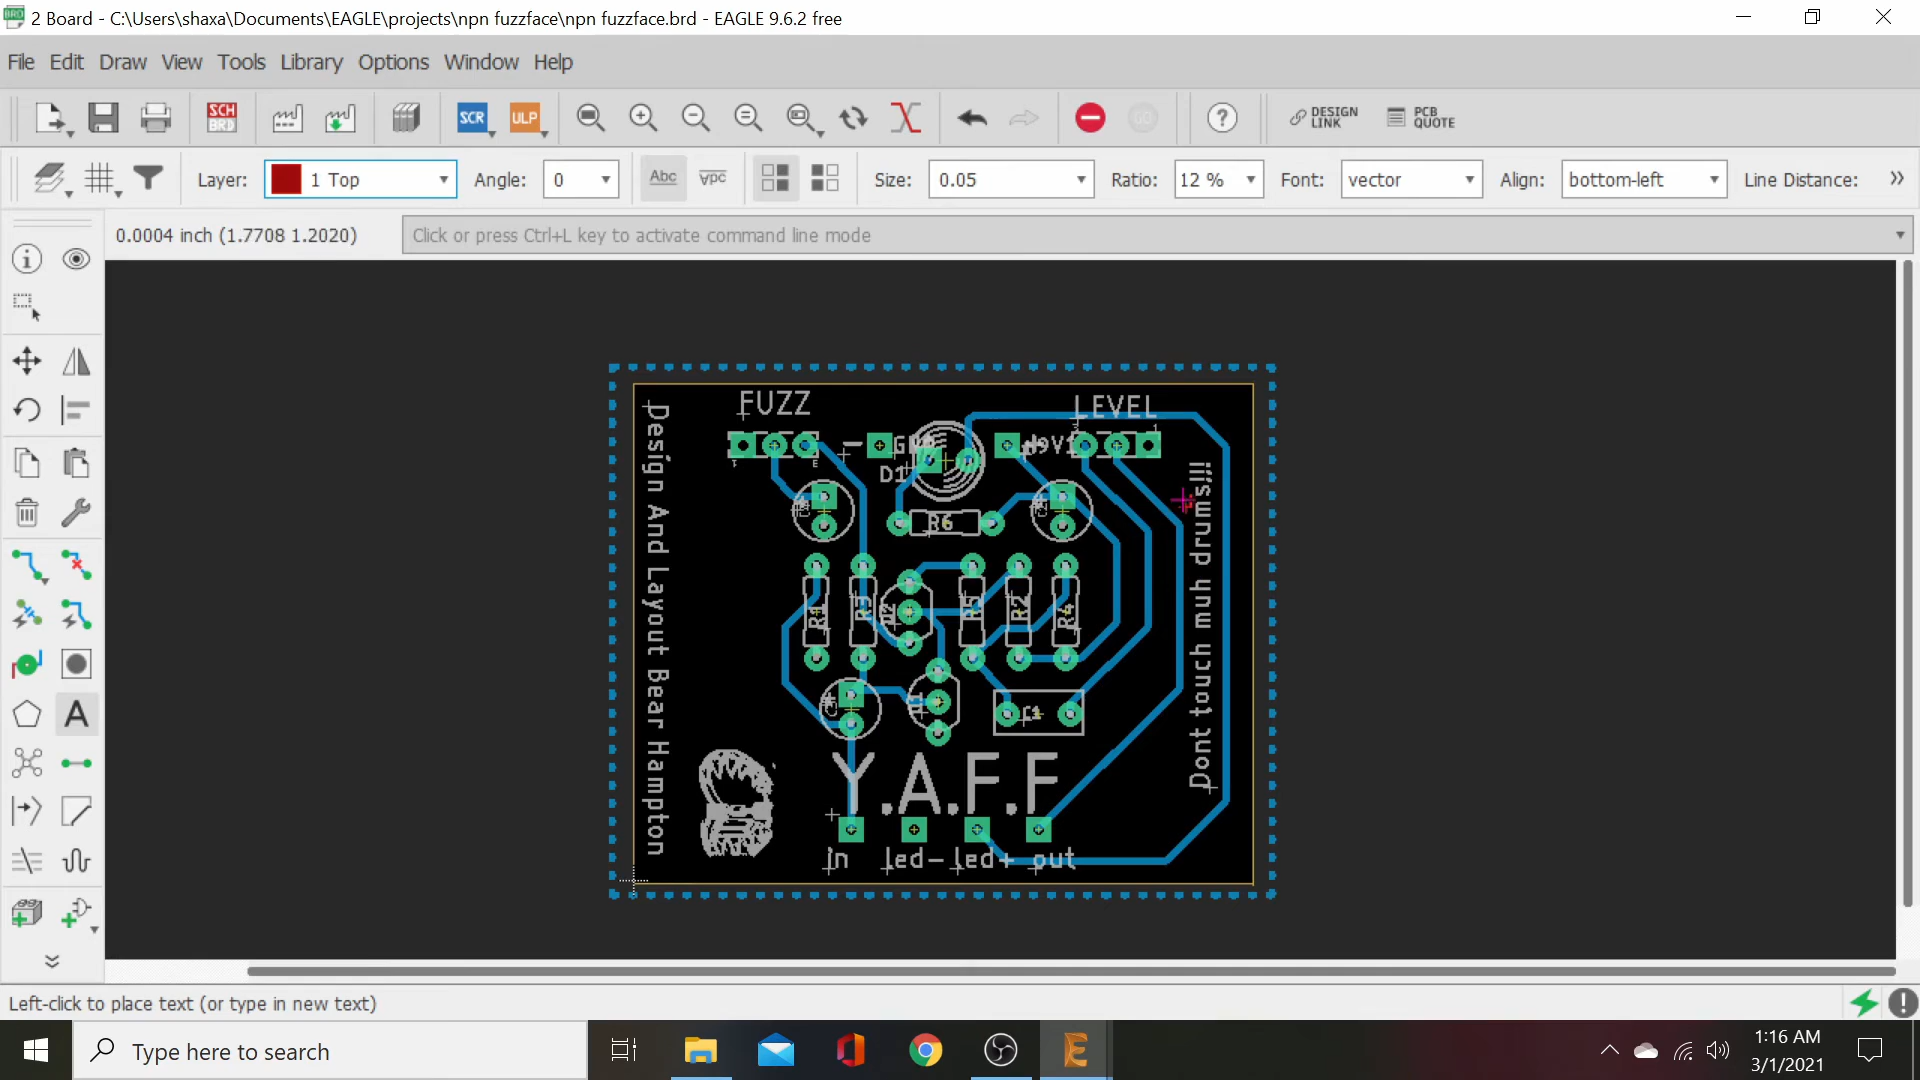 2 Board - C:\Users\shaxa\Documents\EAGLE\projects\npn fuzzface\npn fuzzface.brd - EAGLE 9.6.2 free
File Edit Draw View Tools Library Options Window Help
SCH BRD
SCR
ULP
DESIGN LINK
PCB QUOTE
Layer: 1 Top
Angle: 0
Abc
Size: 0.05
Ratio: 12 %
Font: vector
Align: bottom-left
Line Distance:
0.0004 inch (1.7708 1.2020)
Click or press Ctrl+L key to activate command line mode
FUZZ
LEVEL
D1
R6
R1
R3
R5
R2
R4
C1
Y.A.F.F
in led- led+ out
Design And Layout Bear Hampton
Dont touch muh drums!!!
Left-click to place text (or type in new text)
Type here to search
1:16 AM
3/1/2021